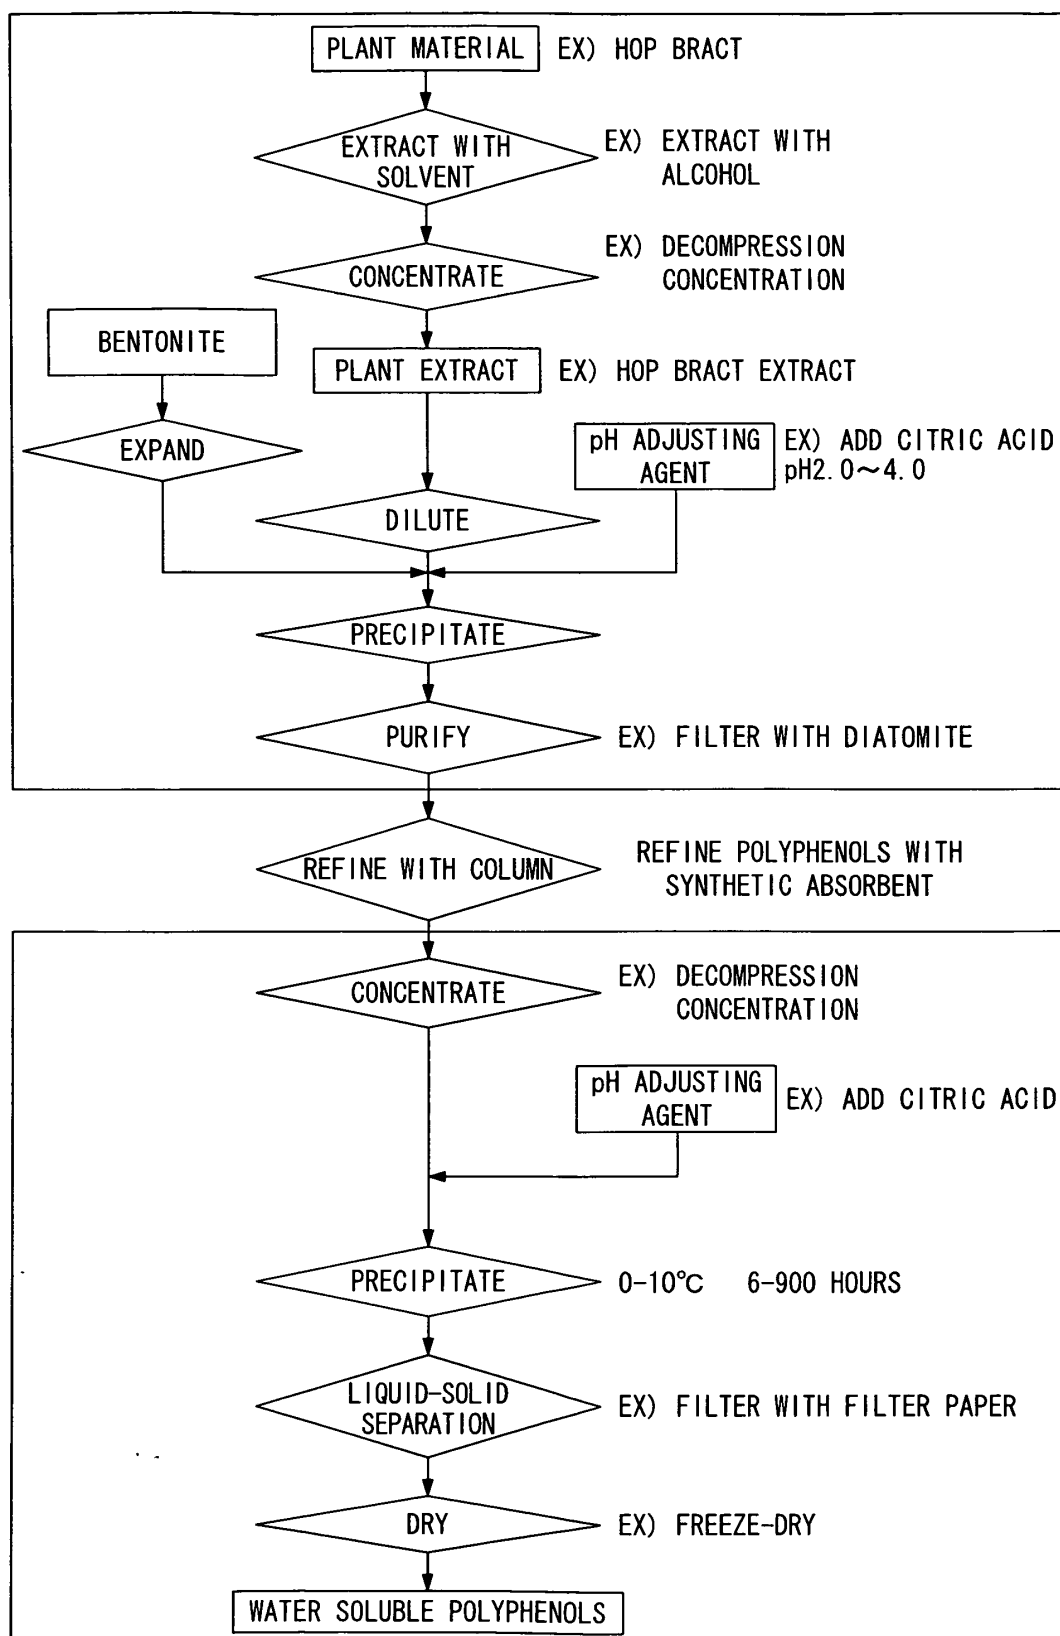 PLANT MATERIAL EX) HOP BRACT
EXTRACT WITH
SOLVENT
EX) EXTRACT WITH
ALCOHOL
CONCENTRATE
EX) DECOMPRESSION
CONCENTRATION
BENTONITE
PLANT EXTRACT EX) HOP BRACT EXTRACT
EXPAND
pH ADJUSTING
AGENT
EX) ADD CITRIC ACID
pH2.0～4.0
DILUTE
PRECIPITATE
PURIFY EX) FILTER WITH DIATOMITE
REFINE WITH COLUMN
REFINE POLYPHENOLS WITH
SYNTHETIC ABSORBENT
CONCENTRATE
EX) DECOMPRESSION
CONCENTRATION
pH ADJUSTING
AGENT
EX) ADD CITRIC ACID
PRECIPITATE 0-10℃ 6-900 HOURS
LIQUID-SOLID
SEPARATION
EX) FILTER WITH FILTER PAPER
DRY EX) FREEZE-DRY
WATER SOLUBLE POLYPHENOLS